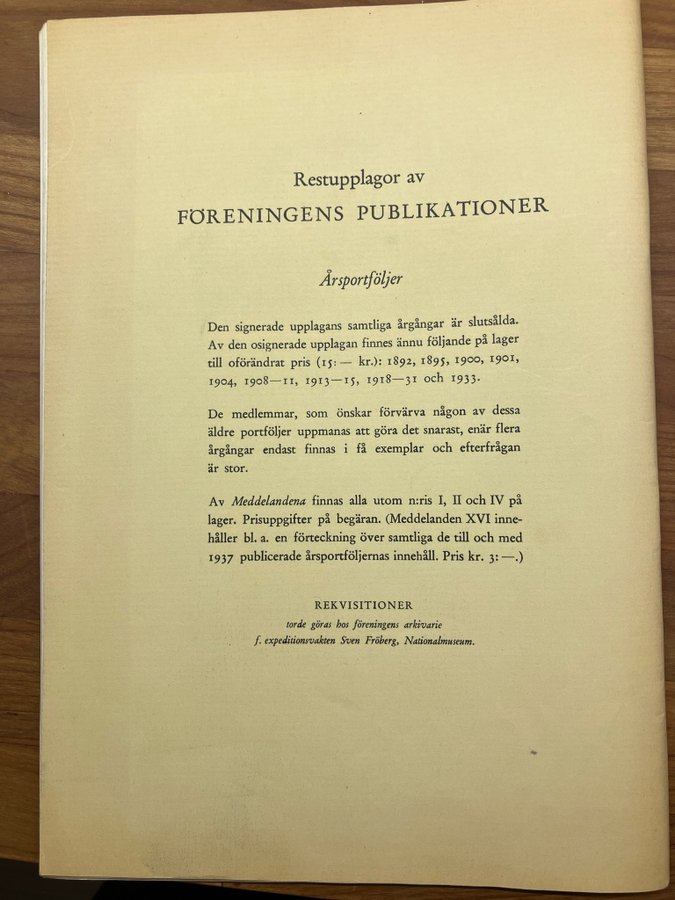 Restupplagor av
FÖRENINGENS PUBLIKATIONER
Årsportföljer
Den signerade upplagans samtliga årgångar är slutsålda.
Av den osignerade upplagan finnes ännu följande på lager
till oförändrat pris (15: — kr.): 1892, 1895, 1900, 1901,
1904, 1908—11, 1913—15, 1918—31 och 1933.
De medlemmar, som önskar förvärva någon av dessa
äldre portföljer uppmanas att göra det snarast, enär flera
årgångar endast finnas i få exemplar och efterfrågan
är stor.
Av Meddelandena finnas alla utom n:ris I, II och IV på
lager. Prisuppgifter på begäran. (Meddelanden XVI inne-
håller bl. a. en förteckning över samtliga de till och med
1937 publicerade årsportföljernas innehåll. Pris kr. 3: —.)
REKVISITIONER
torde göras hos föreningens arkivarie
f. expeditionsvakten Sven Fröberg, Nationalmuseum.